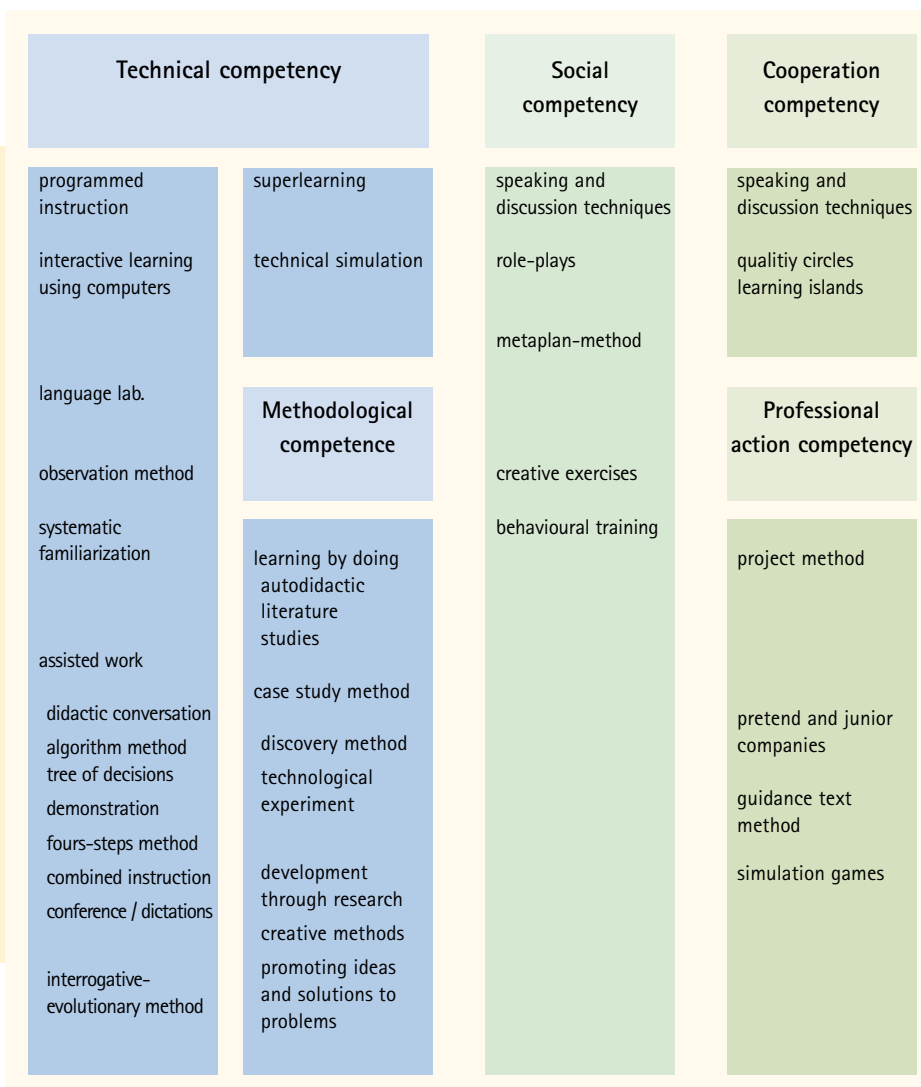 Technical competency
programmed
instruction
interactive learning
using computers
language lab.
observation method
systematic
familiarization
assisted work
didactic conversation
algorithm method
tree of decisions
demonstration
fours-steps method
combined instruction
conference / dictations
interrogative-
evolutionary method
superlearning
technical simulation
Methodological
competence
learning by doing
autodidactic
literature
studies
case study method
discovery method
technological
experiment
development
through research
creative methods
promoting ideas
and solutions to
problems
Social
competency
speaking and
discussion techniques
role-plays
metaplan-method
creative exercises
behavioural training
Cooperation
competency
speaking and
discussion techniques
qualitiy circles
learning islands
Professional
action competency
project method
pretend and junior
companies
guidance text
method
simulation games